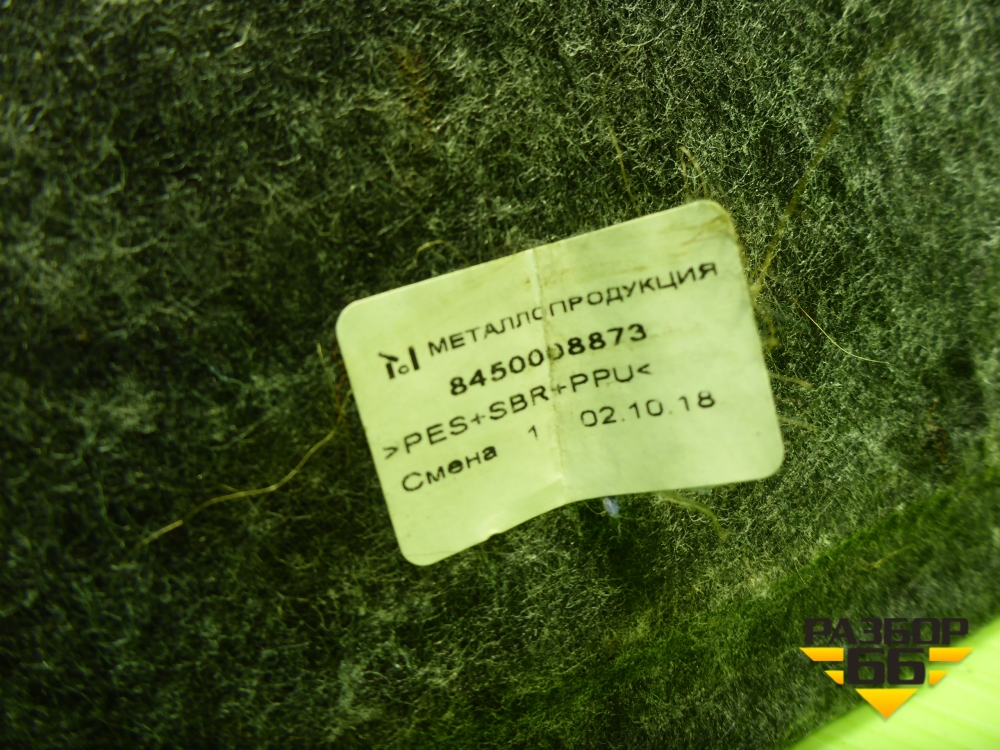 МЕТАЛЛОПРОДУКЦИЯ
8450008873
>PES+SBR+PPU<
Смена 1 02.10.18
РАЗБОР
66